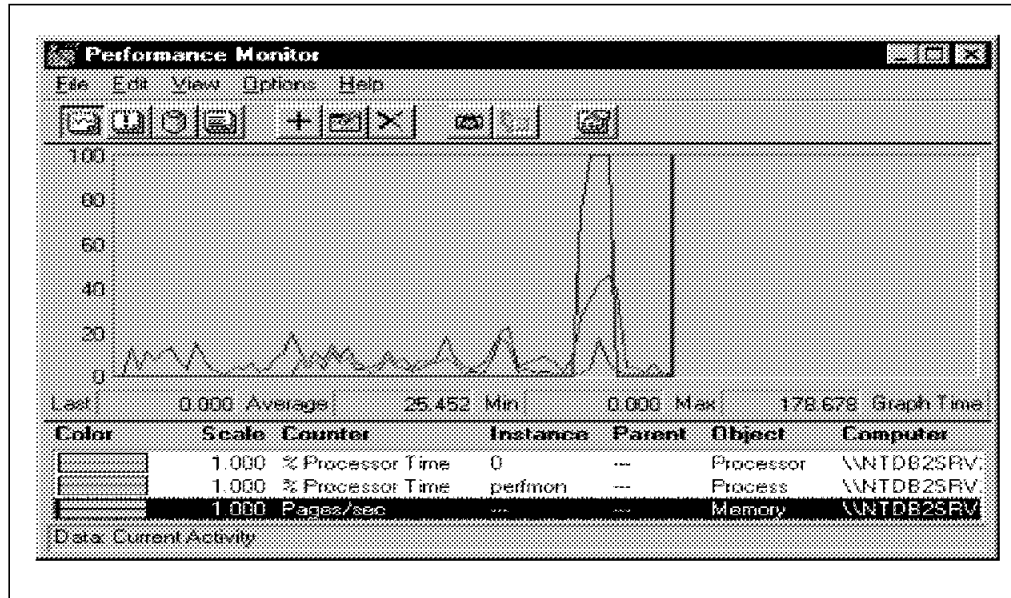 Performance Monitor
File Edit View Options Help
100
80
60
40
20
0
Last 0.000 Average 25.452 Min 0.000 Max 178.678 Graph Time
Color Scale Counter Instance Parent Object Computer
1.000 % Processor Time 0 --- Processor \\NTDB2SRV
1.000 % Processor Time perfmon --- Process \\NTDB2SRV
1.000 Pages/sec --- --- Memory \\NTDB2SRV
Data: Current Activity